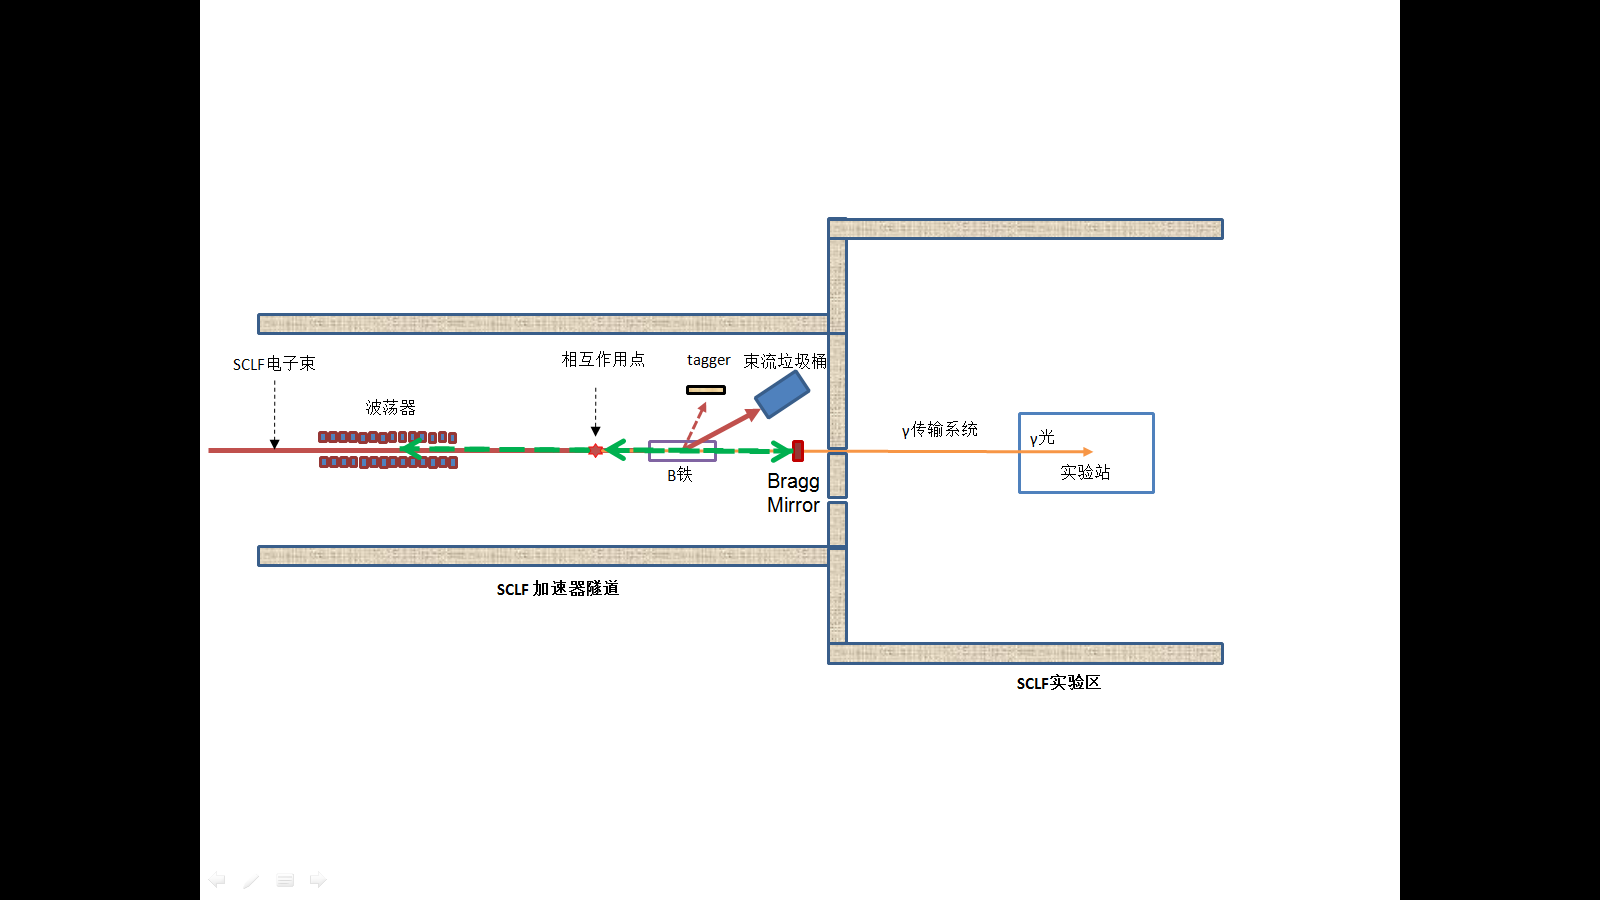 SCLF电子束
波荡器
相互作用点
tagger
束流垃圾桶
B铁
Bragg
Mirror
γ传输系统
γ光
实验站
SCLF 加速器隧道
SCLF实验区